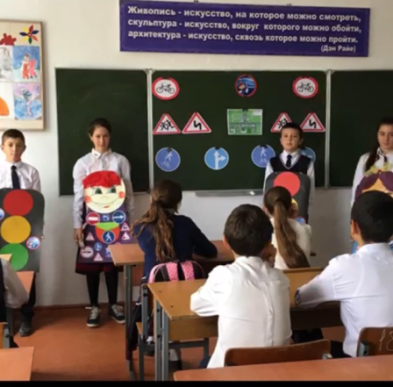 Живопись - искусство, на которое можно смотреть,
скульптура - искусство, вокруг которого можно обойти,
архитектура - искусство, сквозь которое можно пройти.
(Дэн Райе)